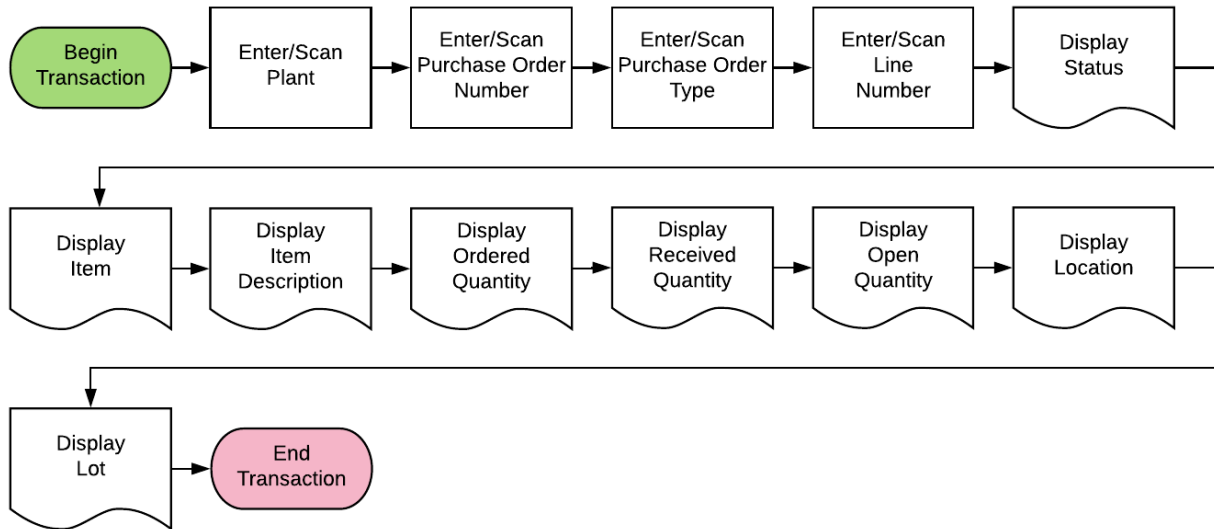 Begin
Transaction
Enter/Scan
Plant
Enter/Scan
Purchase Order
Number
Enter/Scan
Purchase Order
Type
Enter/Scan
Line
Number
Display
Status
Display
Item
Display
Item
Description
Display
Ordered
Quantity
Display
Received
Quantity
Display
Open
Quantity
Display
Location
Display
Lot
End
Transaction